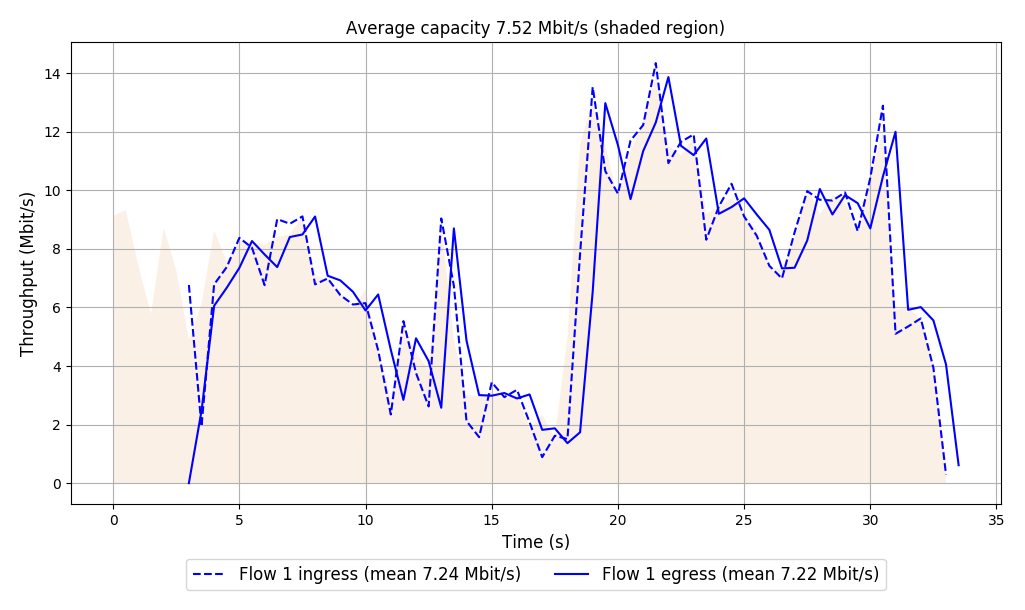 Average capacity 7.52 Mbit/s (shaded region)
Throughput (Mbit/s)
14
12
10
8
6
4
2
0
0 5 10 15 20 25 30 35
Time (s)
Flow 1 ingress (mean 7.24 Mbit/s) Flow 1 egress (mean 7.22 Mbit/s)